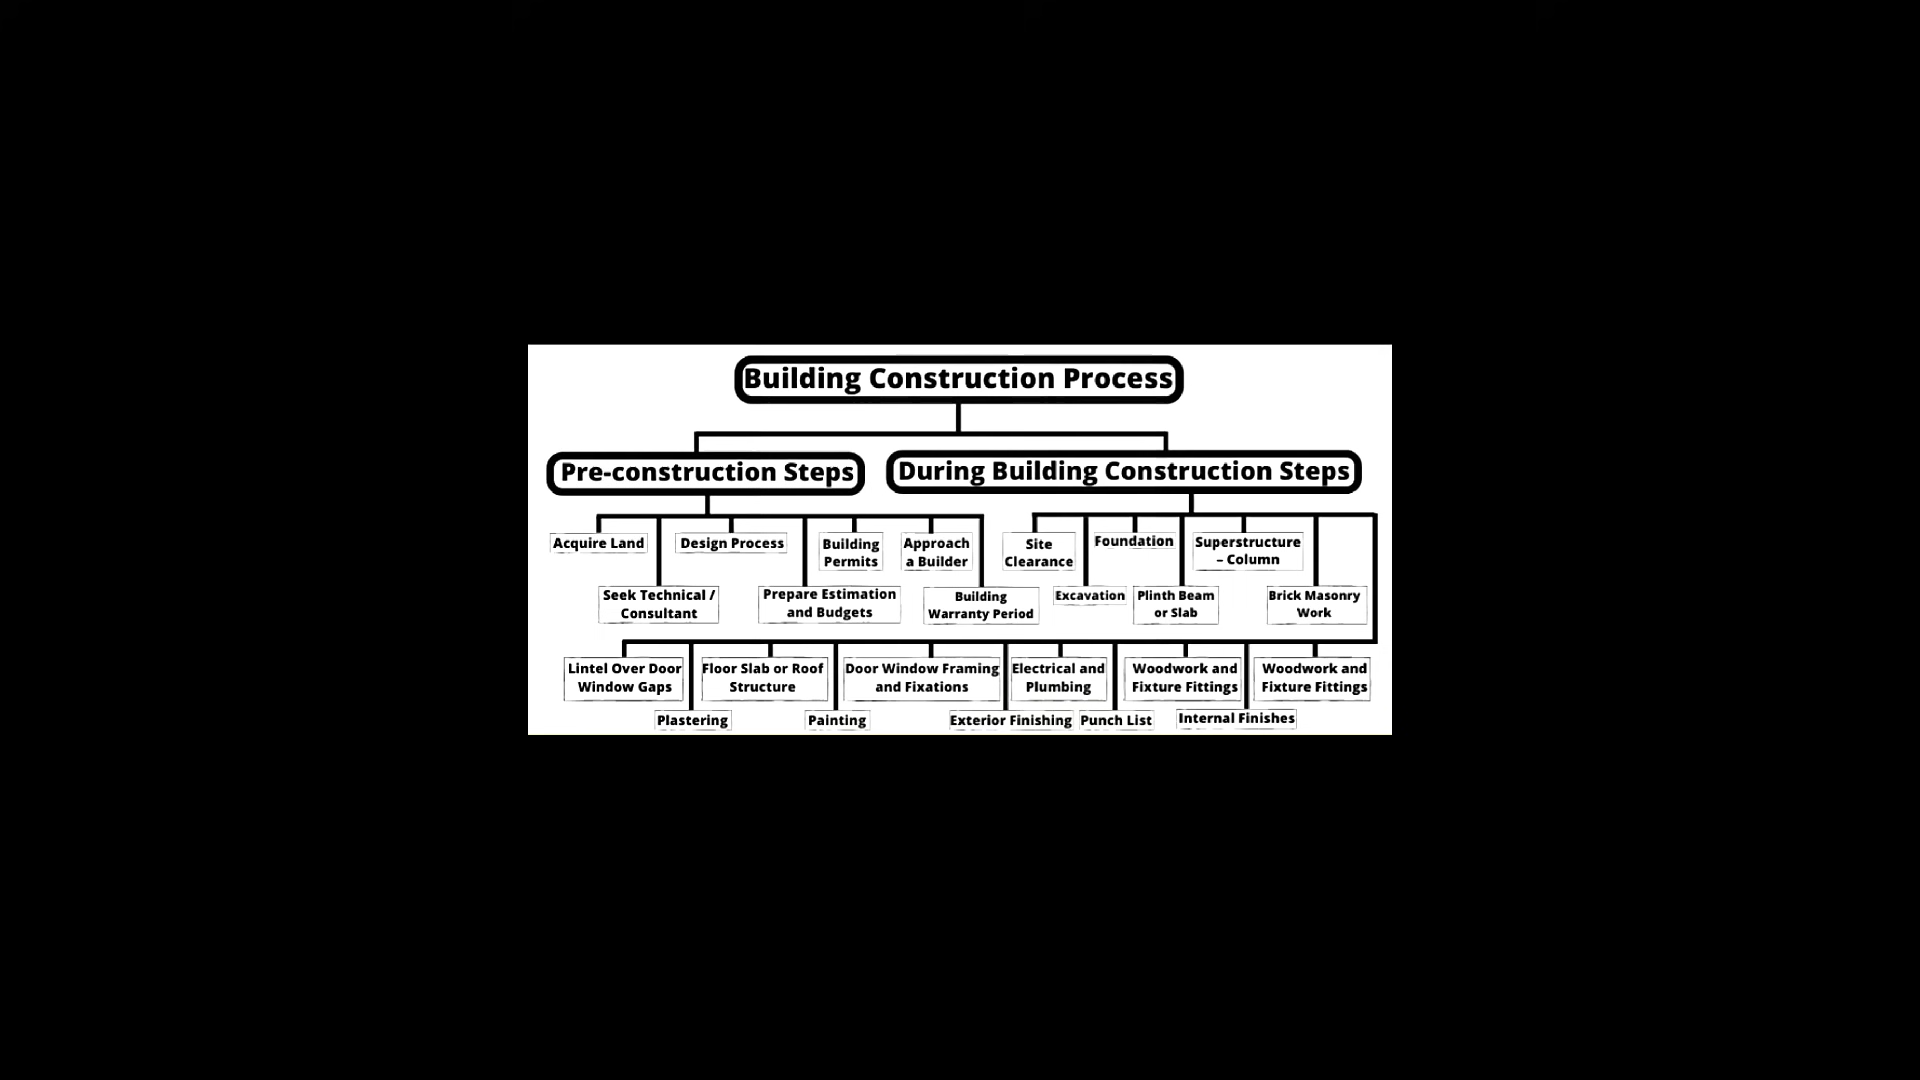 Building Construction Process
Pre-construction Steps
During Building Construction Steps
Acquire Land
Design Process
Building
Permits
Approach
a Builder
Site
Clearance
Foundation
Superstructure
– Column
Seek Technical /
Consultant
Prepare Estimation
and Budgets
Building
Warranty Period
Excavation
Plinth Beam
or Slab
Brick Masonry
Work
Lintel Over Door
Window Gaps
Floor Slab or Roof
Structure
Door Window Framing
and Fixations
Electrical and
Plumbing
Woodwork and
Fixture Fittings
Woodwork and
Fixture Fittings
Plastering
Painting
Exterior Finishing
Punch List
Internal Finishes